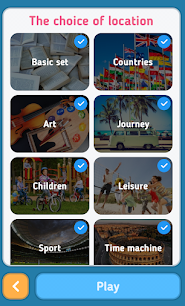 The choice of location
Basic set
Countries
Art
Journey
Children
Leisure
Sport
Time machine
Play